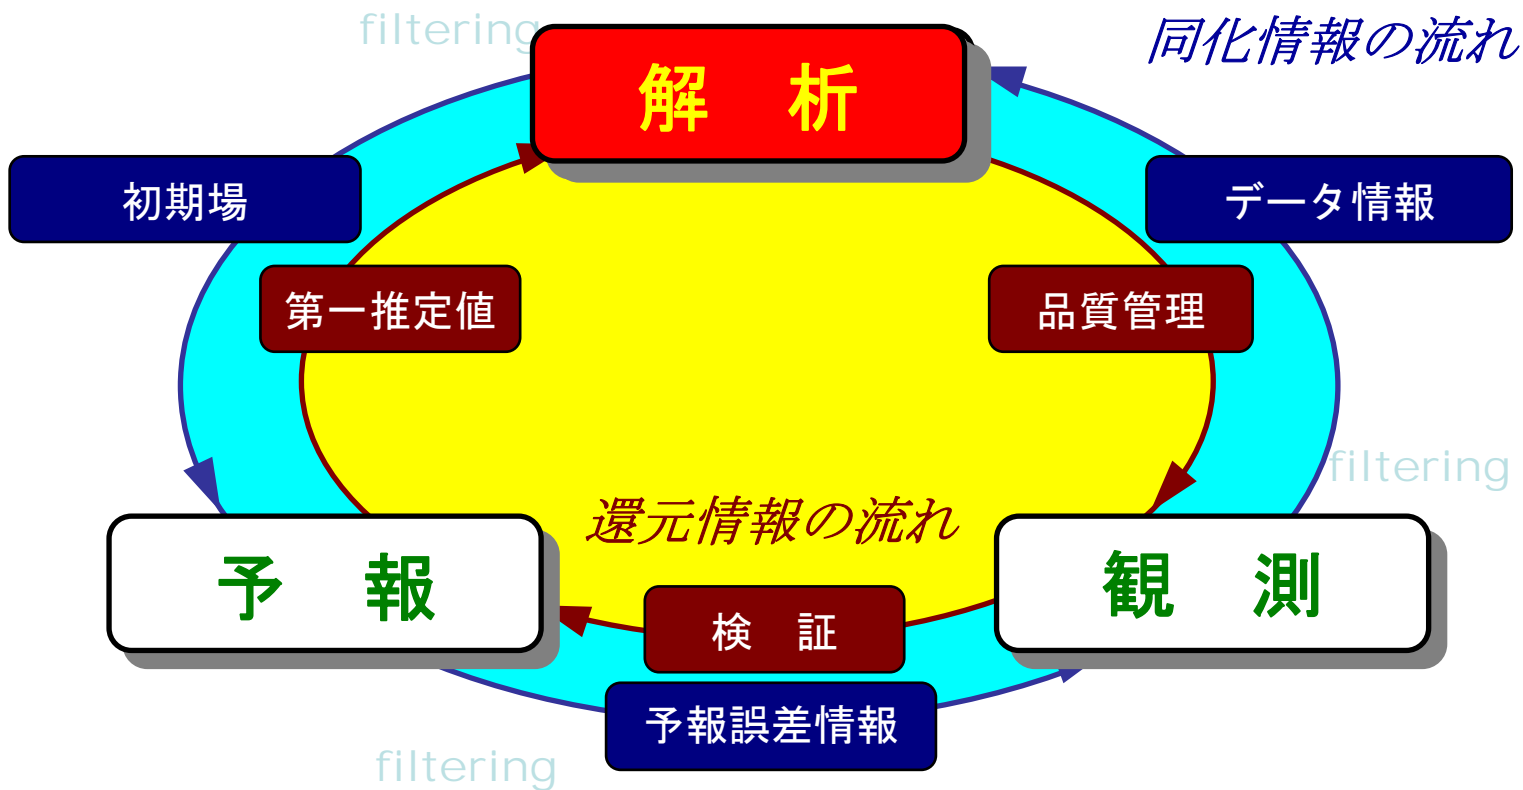 filtering
同化情報の流れ
解　析
初期場
データ情報
第一推定値
品質管理
filtering
還元情報の流れ
予　報
観　測
検　証
予報誤差情報
filtering